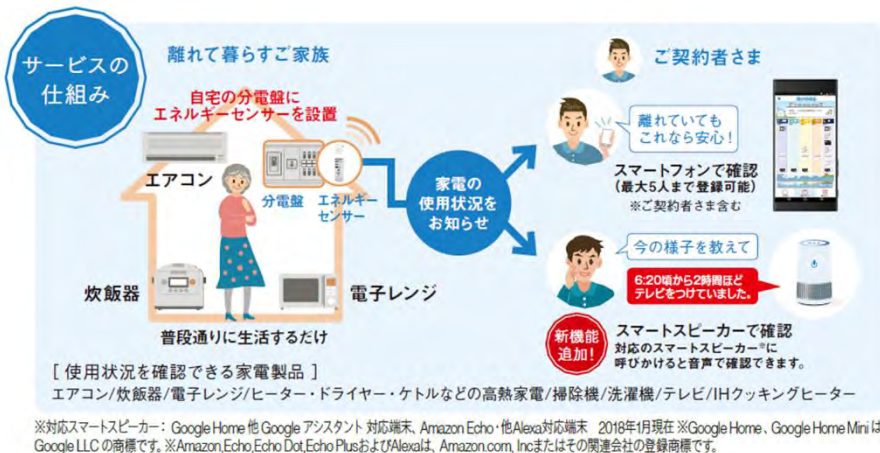 サービスの
仕組み
離れて暮らすご家族
自宅の分電盤に
エネルギーセンサーを設置
エアコン
分電盤
エネルギー
センサー
炊飯器
電子レンジ
普段通りに生活するだけ
家電の
使用状況を
お知らせ
ご契約者さま
離れていても
これなら安心！
スマートフォンで確認
（最大5人まで登録可能）
※ご契約者さま含む
今の様子を教えて
6:20頃から2時間ほど
テレビをつけていました。
新機能
追加！
スマートスピーカーで確認
対応のスマートスピーカー※に
呼びかけると音声で確認できます。
[ 使用状況を確認できる家電製品 ]
エアコン/炊飯器/電子レンジ/ヒーター・ドライヤー・ケトルなどの高熱家電/掃除機/洗濯機/テレビ/IHクッキングヒーター
※対応スマートスピーカー： Google Home 他 Google アシスタント 対応端末、Amazon Echo・他Alexa対応端末　2018年1月現在 ※Google Home、Google Home Mini は
Google LLC の商標です。※Amazon,Echo,Echo Dot,Echo PlusおよびAlexaは、Amazon.com, Incまたはその関連会社の登録商標です。